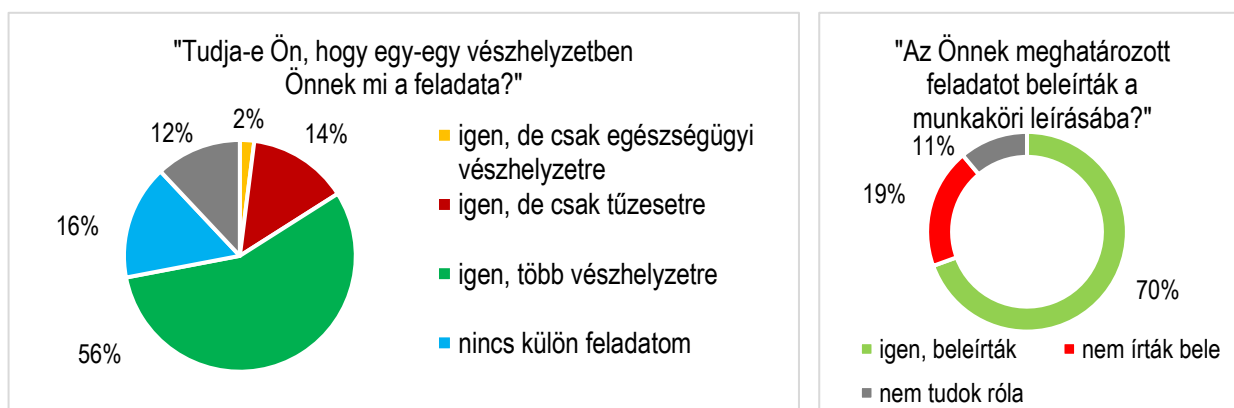 "Tudja-e Ön, hogy egy-egy vészhelyzetben
Önnek mi a feladata?"
2%
12%
14%
16%
56%
igen, de csak egészségügyi
vészhelyzetre
igen, de csak tűzesetre
igen, több vészhelyzetre
nincs külön feladatom
"Az Önnek meghatározott
feladatot beleírták a
munkaköri leírásába?"
11%
19%
70%
igen, beleírták
nem írták bele
nem tudok róla